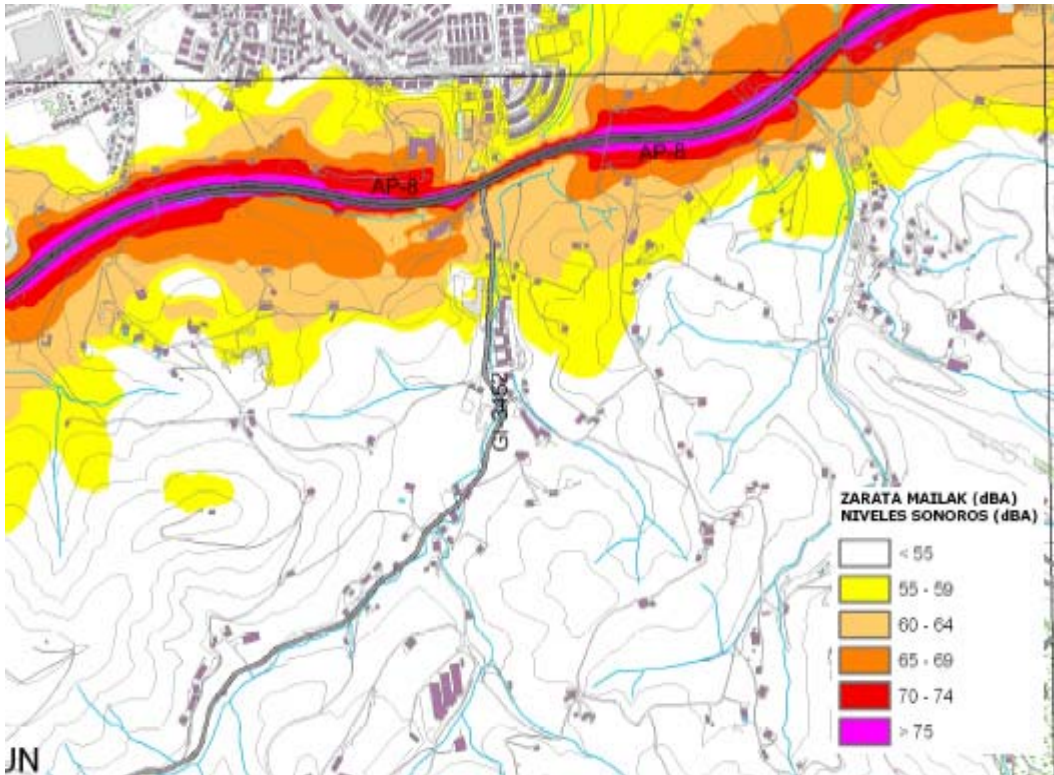 AP-8
AP-8
GI-3452
ZARATA MAILAK (dBA)
NIVELES SONOROS (dBA)
< 55
55 - 59
60 - 64
65 - 69
70 - 74
> 75
UN